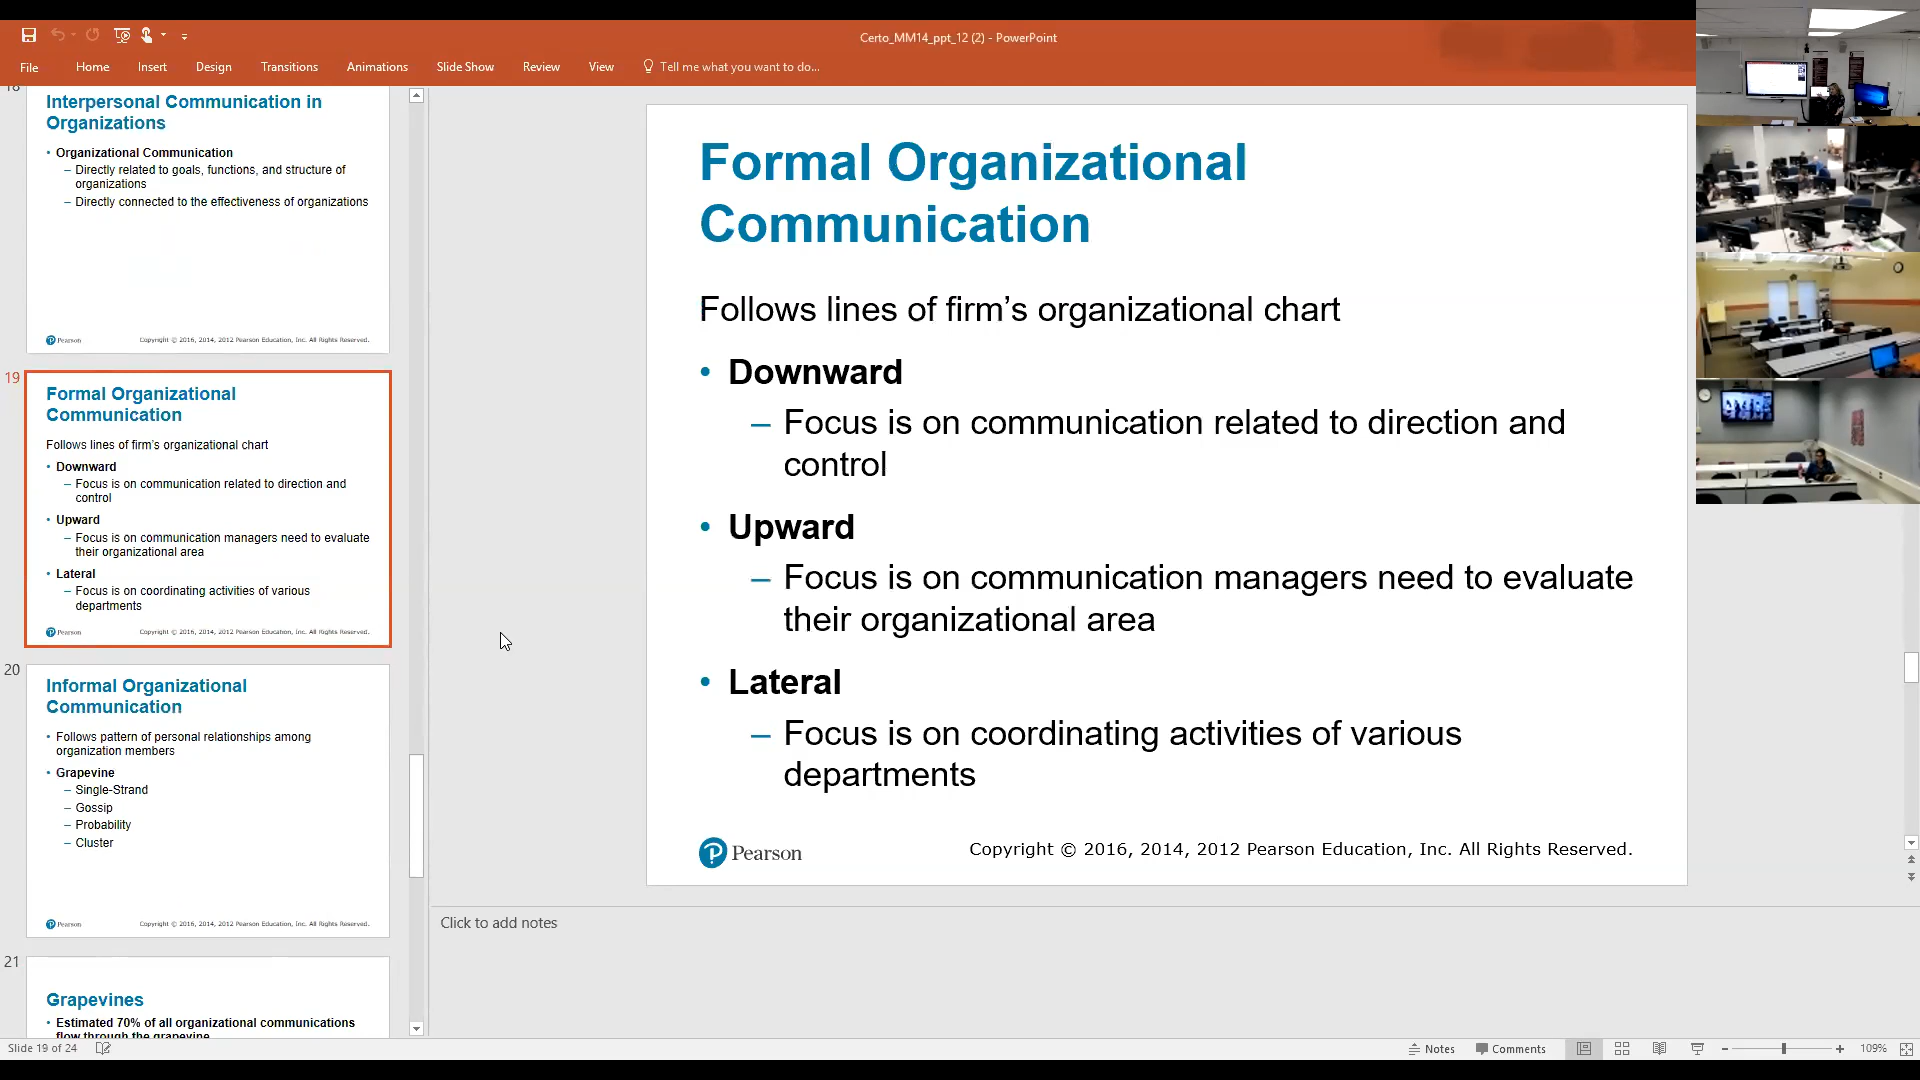 Certo_MM14_ppt_12 (2) - PowerPoint
File Home Insert Design Transitions Animations Slide Show Review View Tell me what you want to do...
18
Interpersonal Communication in
Organizations
• Organizational Communication
– Directly related to goals, functions, and structure of
organizations
– Directly connected to the effectiveness of organizations
Pearson Copyright © 2016, 2014, 2012 Pearson Education, Inc. All Rights Reserved.
19
Formal Organizational
Communication
Follows lines of firm's organizational chart
• Downward
– Focus is on communication related to direction and
control
• Upward
– Focus is on communication managers need to evaluate
their organizational area
• Lateral
– Focus is on coordinating activities of various
departments
Pearson Copyright © 2016, 2014, 2012 Pearson Education, Inc. All Rights Reserved.
20
Informal Organizational
Communication
• Follows pattern of personal relationships among
organization members
• Grapevine
– Single-Strand
– Gossip
– Probability
– Cluster
Pearson Copyright © 2016, 2014, 2012 Pearson Education, Inc. All Rights Reserved.
21
Grapevines
• Estimated 70% of all organizational communications
flow through the grapevine
Formal Organizational
Communication
Follows lines of firm's organizational chart
• Downward
– Focus is on communication related to direction and
control
• Upward
– Focus is on communication managers need to evaluate
their organizational area
• Lateral
– Focus is on coordinating activities of various
departments
Pearson Copyright © 2016, 2014, 2012 Pearson Education, Inc. All Rights Reserved.
Click to add notes
Slide 19 of 24 Notes Comments 109%